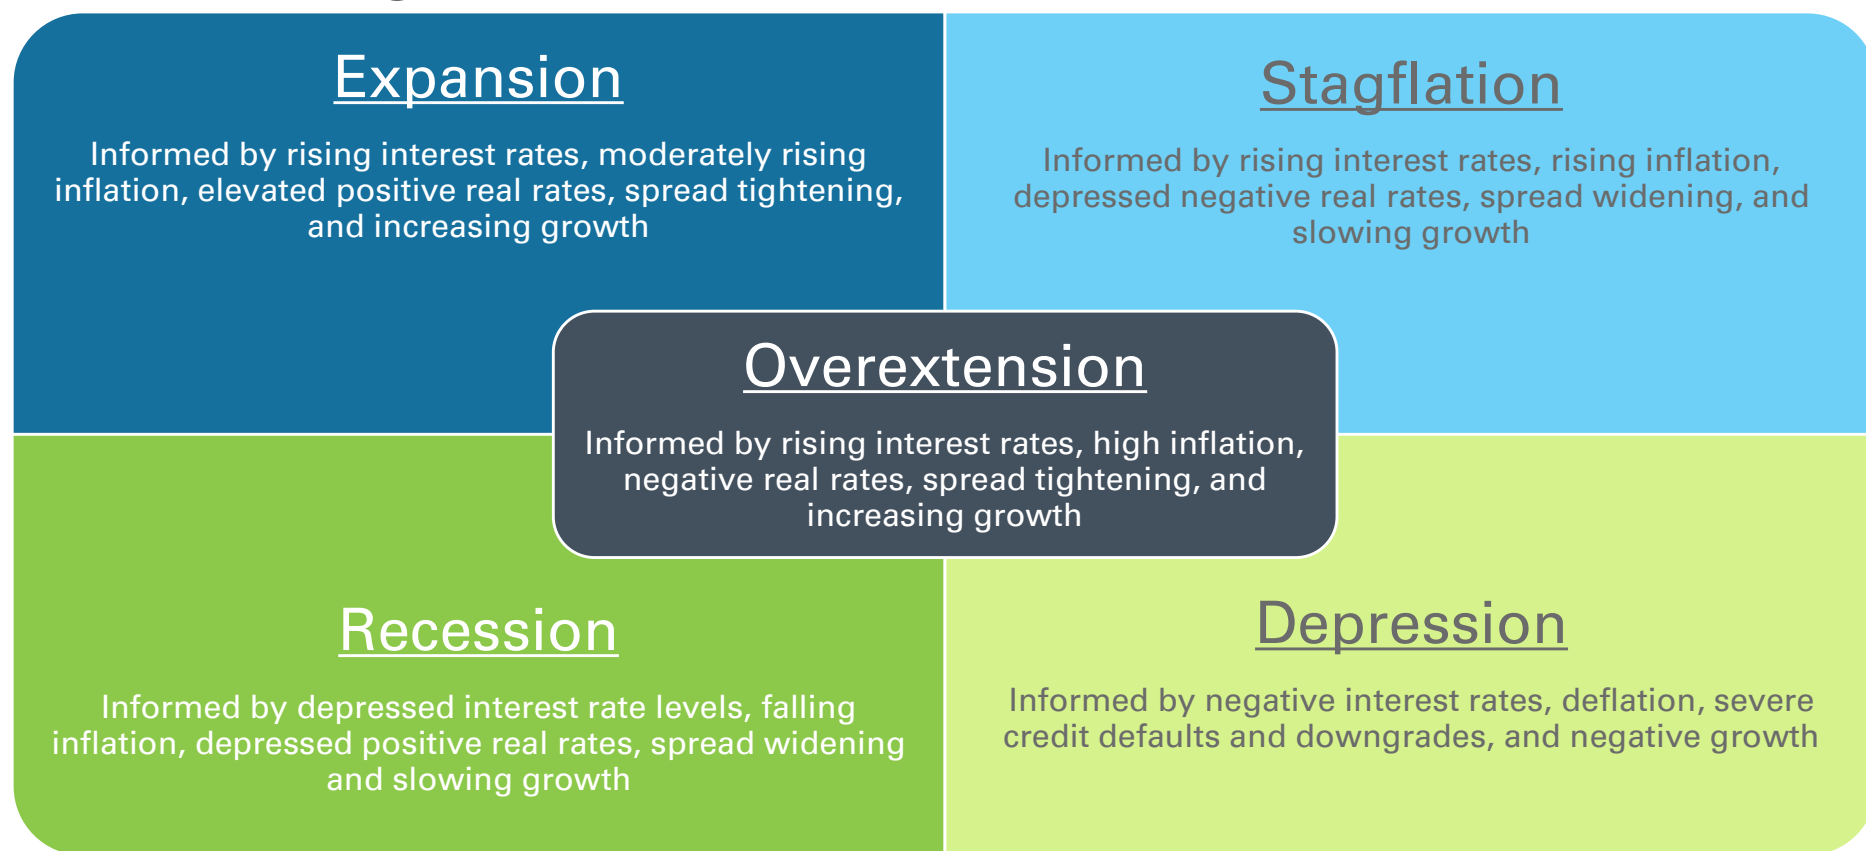 Expansion
Informed by rising interest rates, moderately rising
inflation, elevated positive real rates, spread tightening,
and increasing growth
Stagflation
Informed by rising interest rates, rising inflation,
depressed negative real rates, spread widening, and
slowing growth
Overextension
Informed by rising interest rates, high inflation,
negative real rates, spread tightening, and
increasing growth
Recession
Informed by depressed interest rate levels, falling
inflation, depressed positive real rates, spread widening
and slowing growth
Depression
Informed by negative interest rates, deflation, severe
credit defaults and downgrades, and negative growth